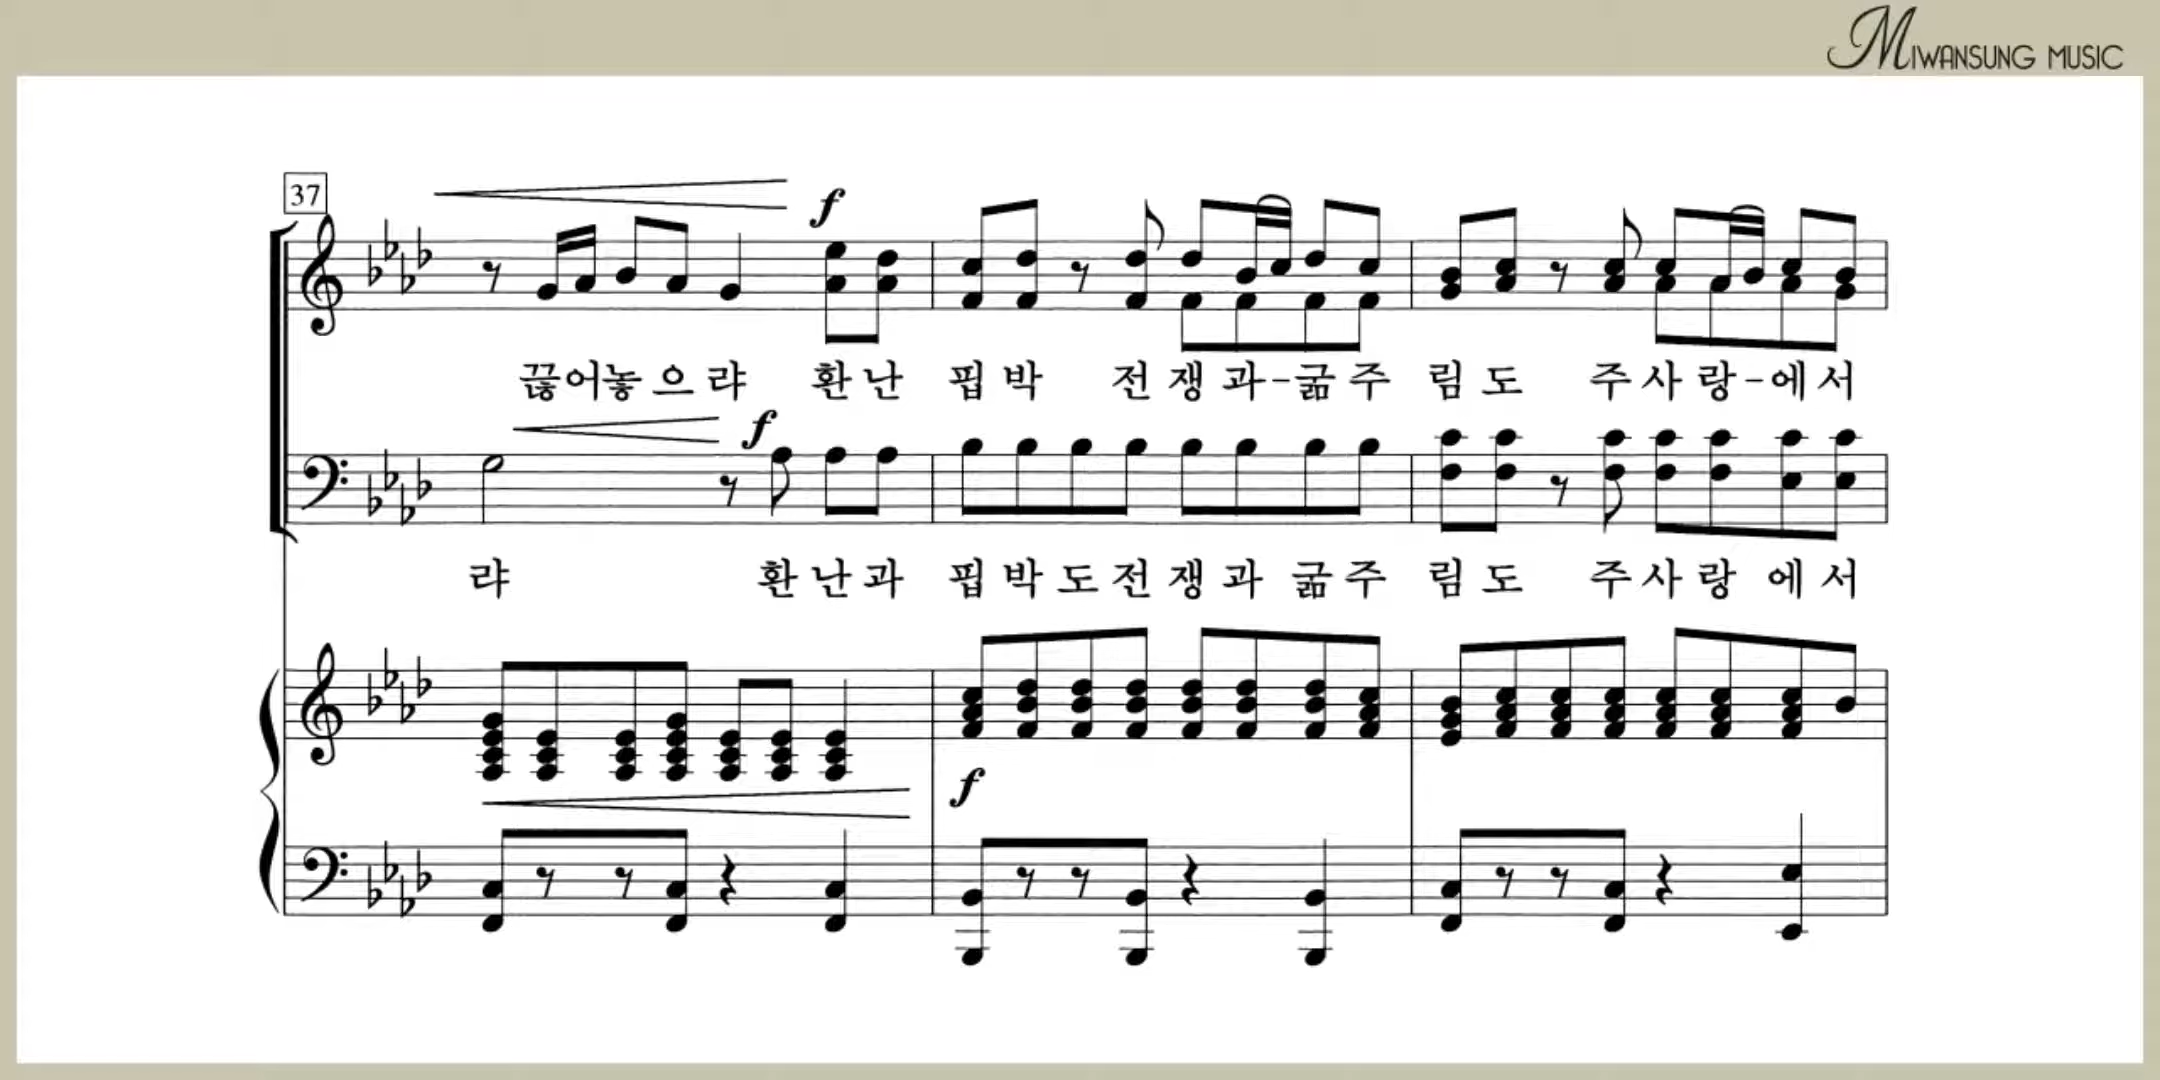 MIWANSUNG MUSIC
37
f
끊어놓으랴 환난 핍박 전쟁과-굶주림도 주사랑-에서
f
랴 환난과 핍박도전쟁과 굶주림도 주사랑 에서
f